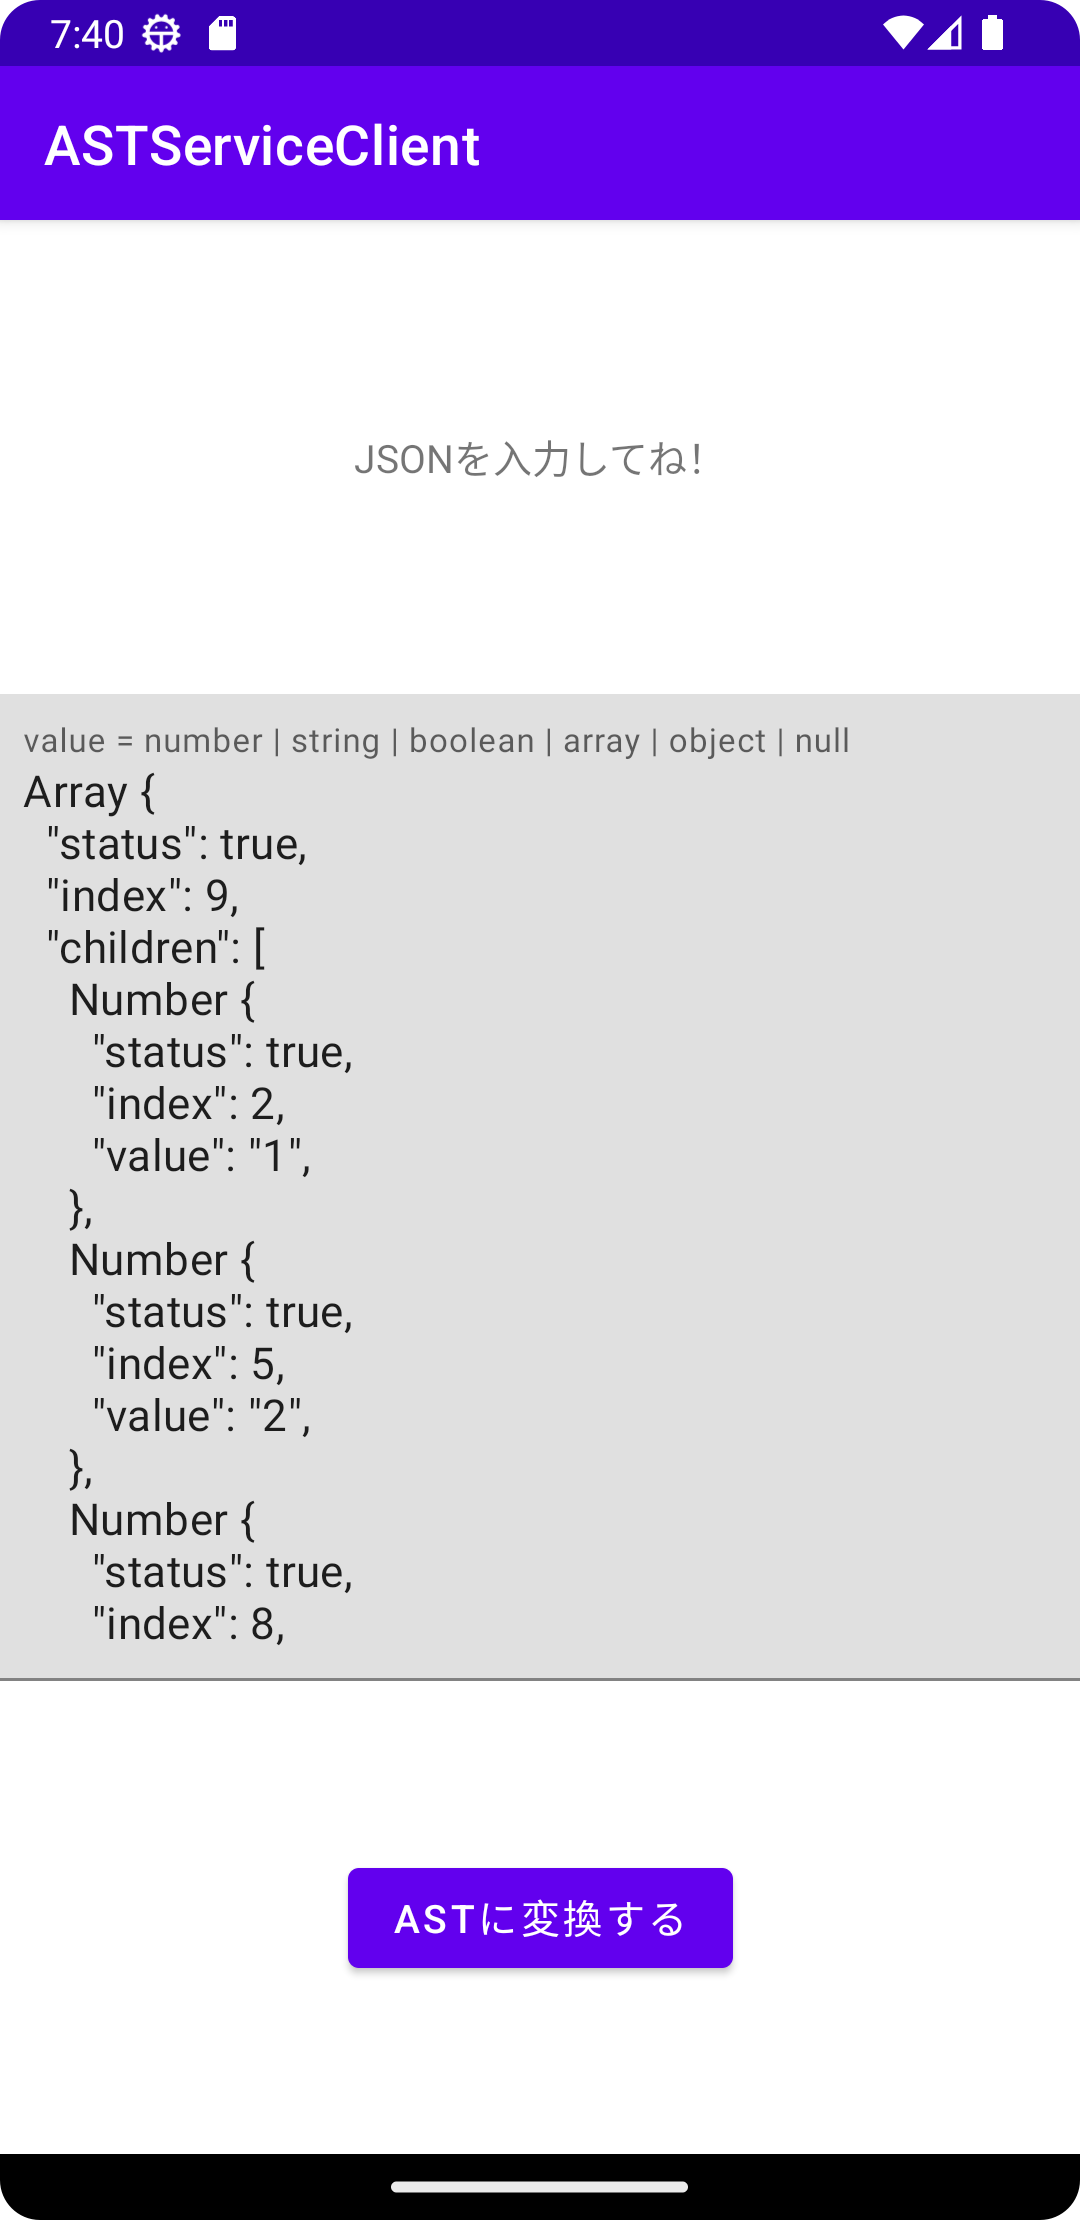 7:40
ASTServiceClient
JSONを入力してね！
value = number | string | boolean | array | object | null
Array {
  "status": true,
  "index": 9,
  "children": [
    Number {
      "status": true,
      "index": 2,
      "value": "1",
    },
    Number {
      "status": true,
      "index": 5,
      "value": "2",
    },
    Number {
      "status": true,
      "index": 8,
ASTに変換する